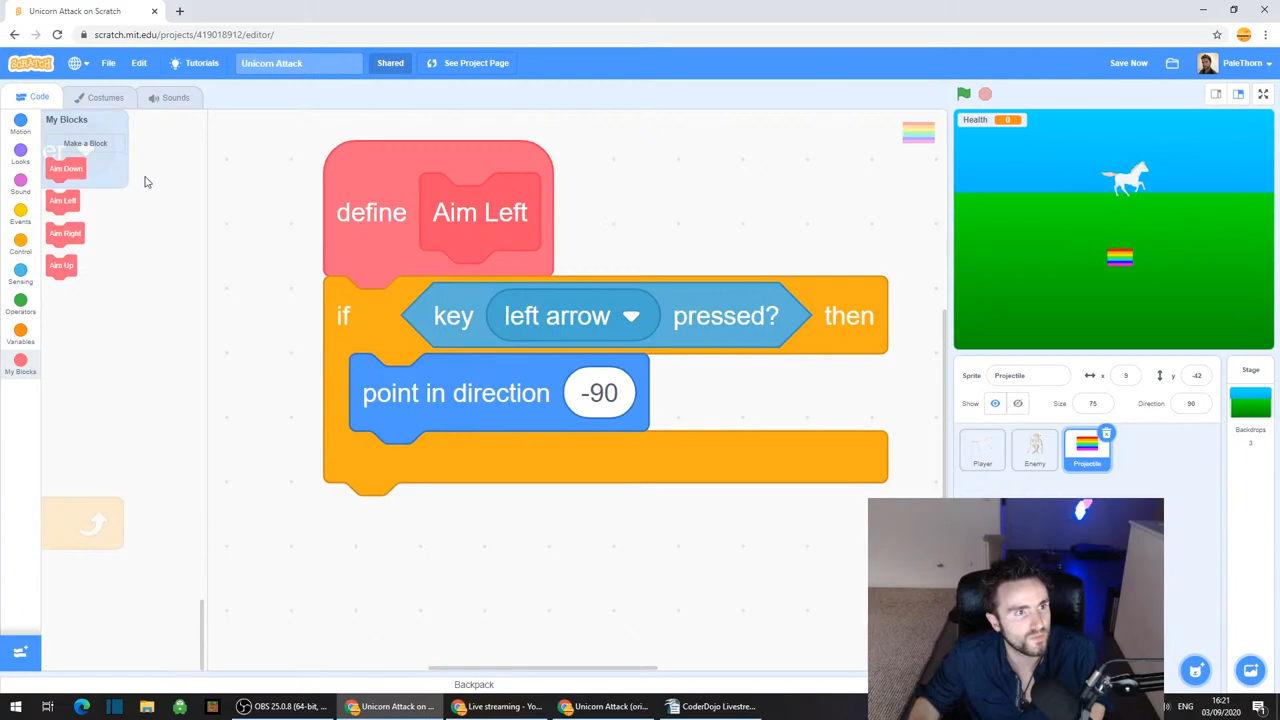 Unicorn Attack on Scratch
scratch.mit.edu/projects/419018912/editor/
SCRATCH
File
Edit
Tutorials
Unicorn Attack
Shared
See Project Page
Save Now
PaleThorn
Code
Costumes
Sounds
Motion
Looks
Sound
Events
Control
Sensing
Operators
Variables
My Blocks
My Blocks
Make a Block
Aim Down
Aim Left
Aim Right
Aim Up
define Aim Left
if key left arrow pressed? then
point in direction -90
Health 0
Sprite Projectile x 9 y -42
Show Size 75 Direction 90
Player
Enemy
Projectile
Stage
Backdrops
3
Backpack
OBS 25.0.8 (64-bit, ...
Unicorn Attack on ...
Live streaming - Yo...
Unicorn Attack (ori...
CoderDojo Livestre...
ENG
16:21
03/09/2020
1